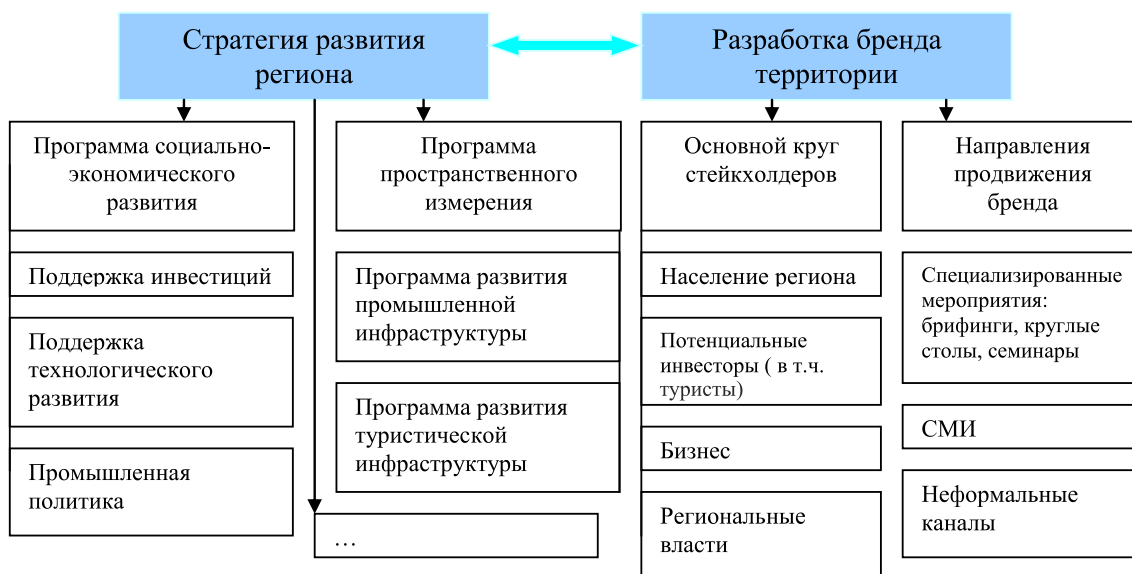 Стратегия развития
региона
Разработка бренда
территории
Программа социально-
экономического
развития
Поддержка инвестиций
Поддержка
технологического
развития
Промышленная
политика
Программа
пространственного
измерения
Программа развития
промышленной
инфраструктуры
Программа развития
туристической
инфраструктуры
…
Основной круг
стейкхолдеров
Население региона
Потенциальные
инвесторы ( в т.ч.
туристы)
Бизнес
Региональные
власти
Направления
продвижения
бренда
Специализированные
мероприятия:
брифинги, круглые
столы, семинары
СМИ
Неформальные
каналы